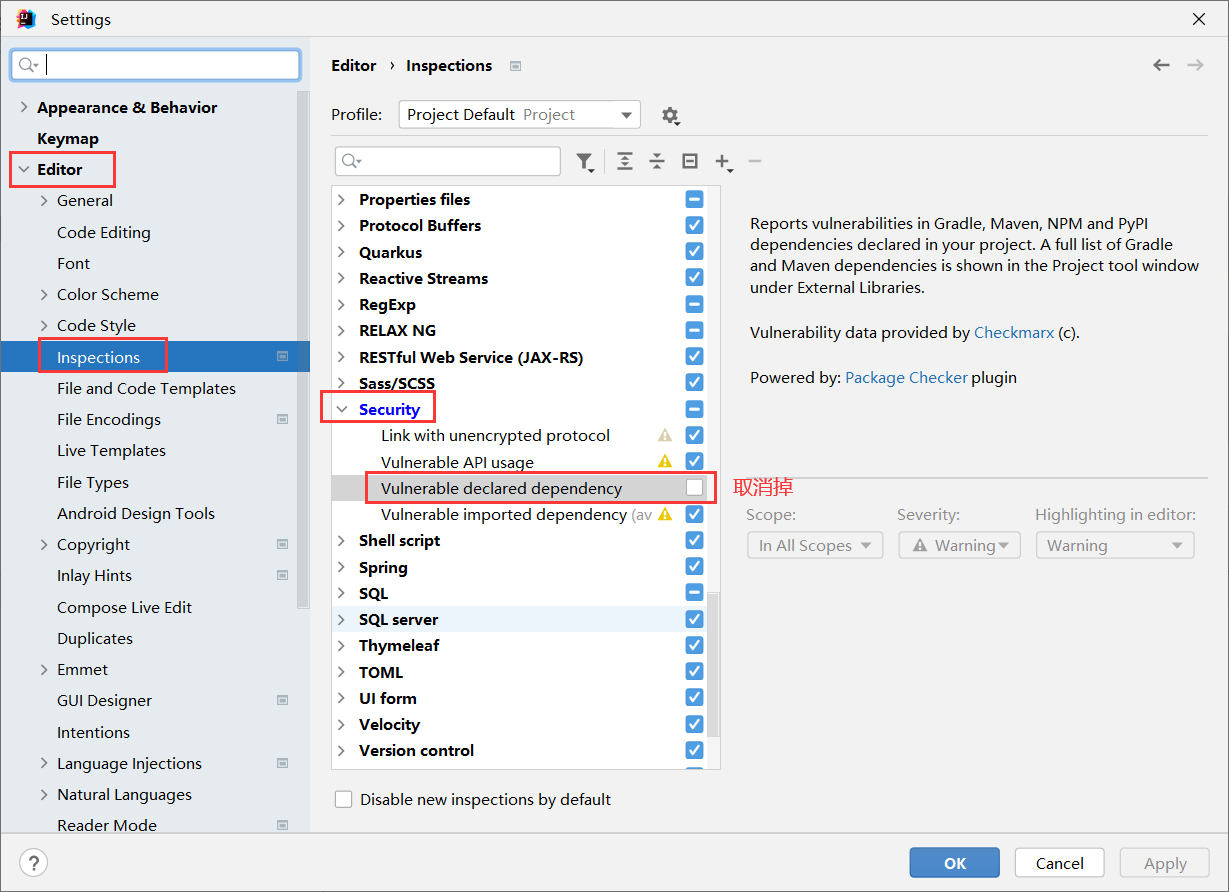 Settings
Appearance & Behavior
Keymap
Editor
General
Code Editing
Font
Color Scheme
Code Style
Inspections
File and Code Templates
File Encodings
Live Templates
File Types
Android Design Tools
Copyright
Inlay Hints
Compose Live Edit
Duplicates
Emmet
GUI Designer
Intentions
Language Injections
Natural Languages
Reader Mode
Editor › Inspections
Profile: Project Default Project
Properties files
Protocol Buffers
Quarkus
Reactive Streams
RegExp
RELAX NG
RESTful Web Service (JAX-RS)
Sass/SCSS
Security
Link with unencrypted protocol
Vulnerable API usage
Vulnerable declared dependency
取消掉
Vulnerable imported dependency (av
Shell script
Spring
SQL
SQL server
Thymeleaf
TOML
UI form
Velocity
Version control
Disable new inspections by default
Reports vulnerabilities in Gradle, Maven, NPM and PyPI
dependencies declared in your project. A full list of Gradle
and Maven dependencies is shown in the Project tool window
under External Libraries.
Vulnerability data provided by Checkmarx (c).
Powered by: Package Checker plugin
Scope: Severity: Highlighting in editor:
In All Scopes Warning Warning
? OK Cancel Apply